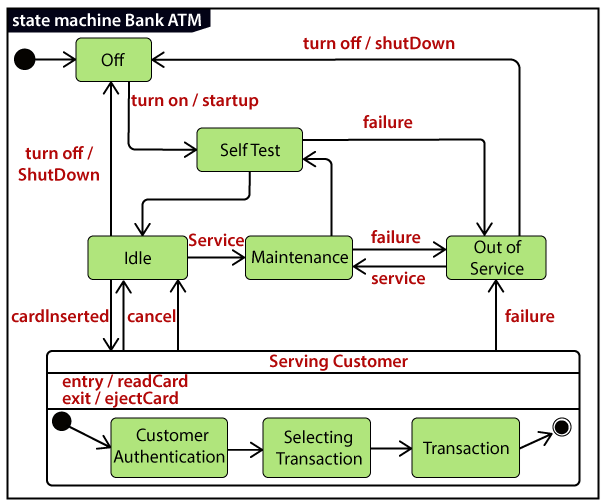 state machine Bank ATM
Off
turn off / shutDown
turn on / startup
failure
Self Test
turn off /
ShutDown
Idle
Service
Maintenance
failure
service
Out of
Service
cardInserted
cancel
failure
Serving Customer
entry / readCard
exit / ejectCard
Customer
Authentication
Selecting
Transaction
Transaction